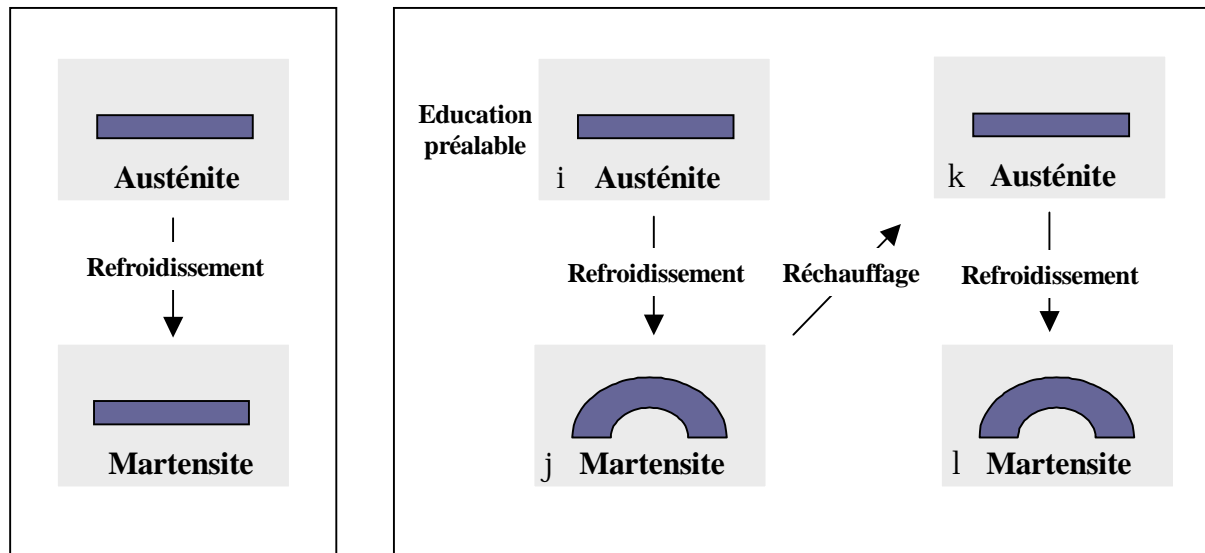 Austénite
Refroidissement
Martensite
Education
préalable
i Austénite
Refroidissement
j Martensite
Réchauffage
k Austénite
Refroidissement
l Martensite